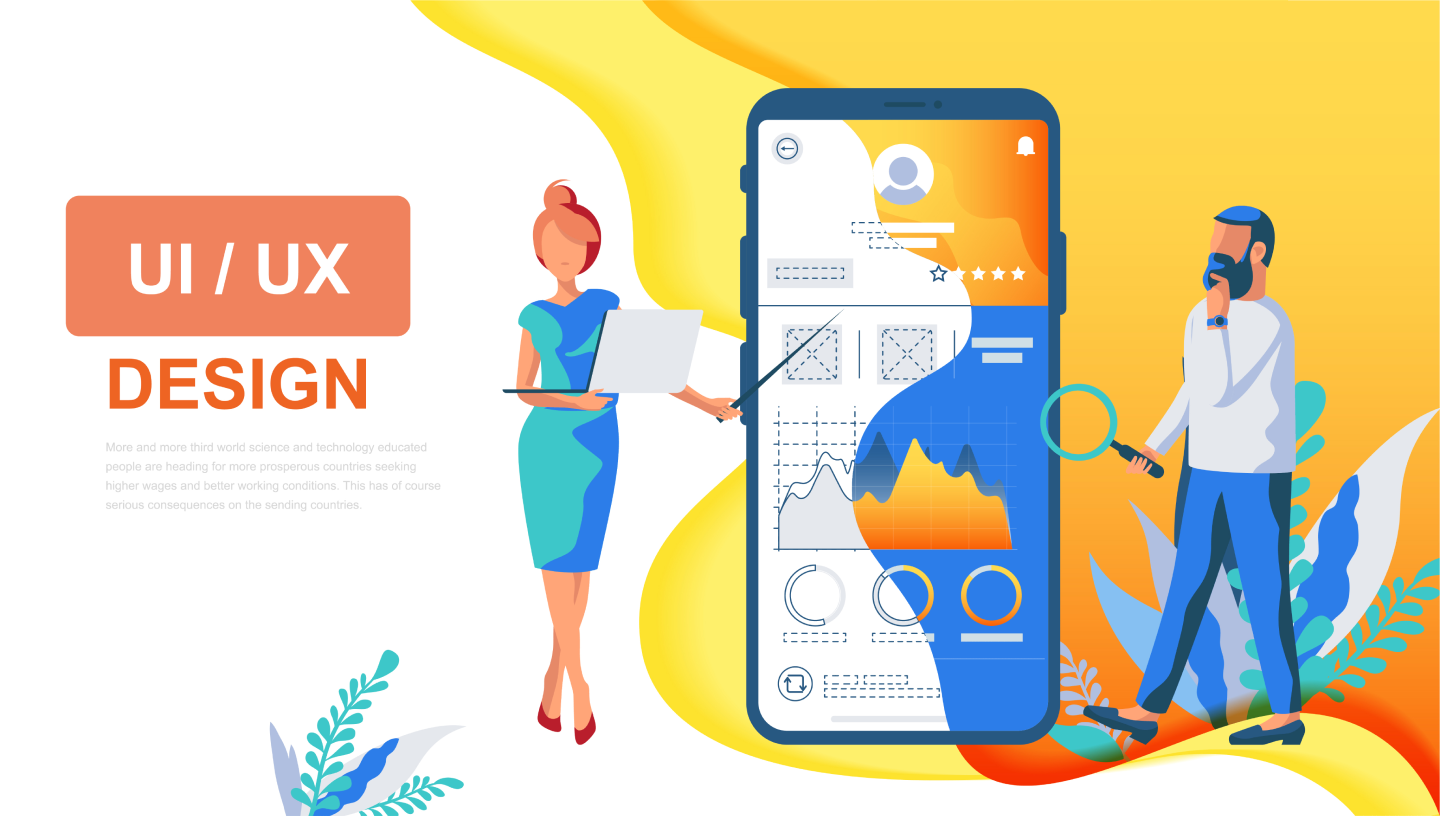 UI / UX
DESIGN
More and more third world science and technology educated
people are heading for more prosperous countries seeking
higher wages and better working conditions. This has of course
serious consequences on the sending countries.